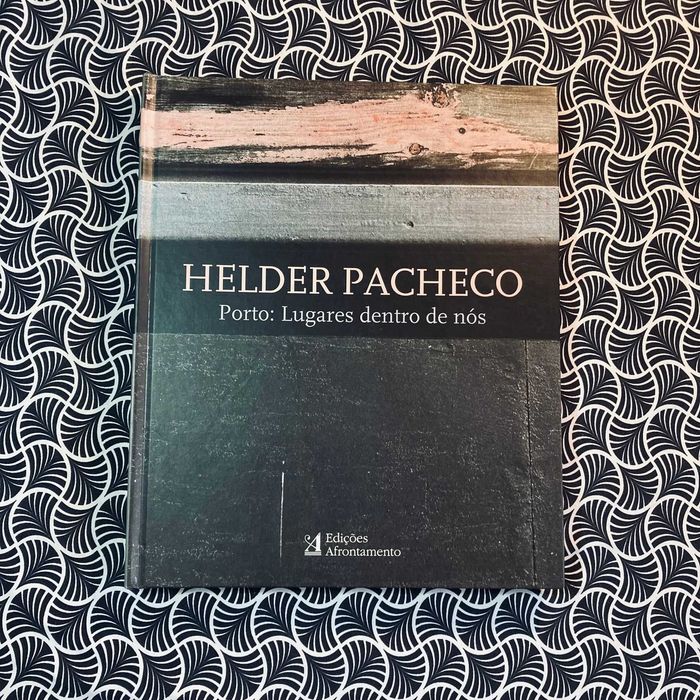 HELDER PACHECO
Porto: Lugares dentro de nós
Edições
Afrontamento